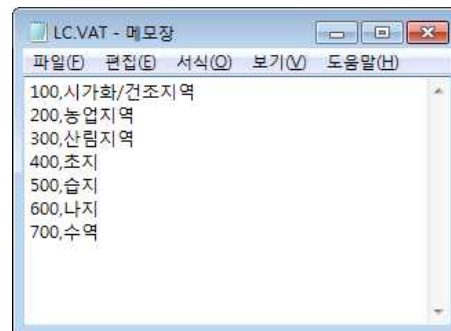 LC.VAT - 메모장
파일(F) 편집(E) 서식(O) 보기(V) 도움말(H)
100,시가화/건조지역
200,농업지역
300,산림지역
400,초지
500,습지
600,나지
700,수역